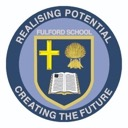 REALISING POTENTIAL
FULFORD SCHOOL
CREATING THE FUTURE